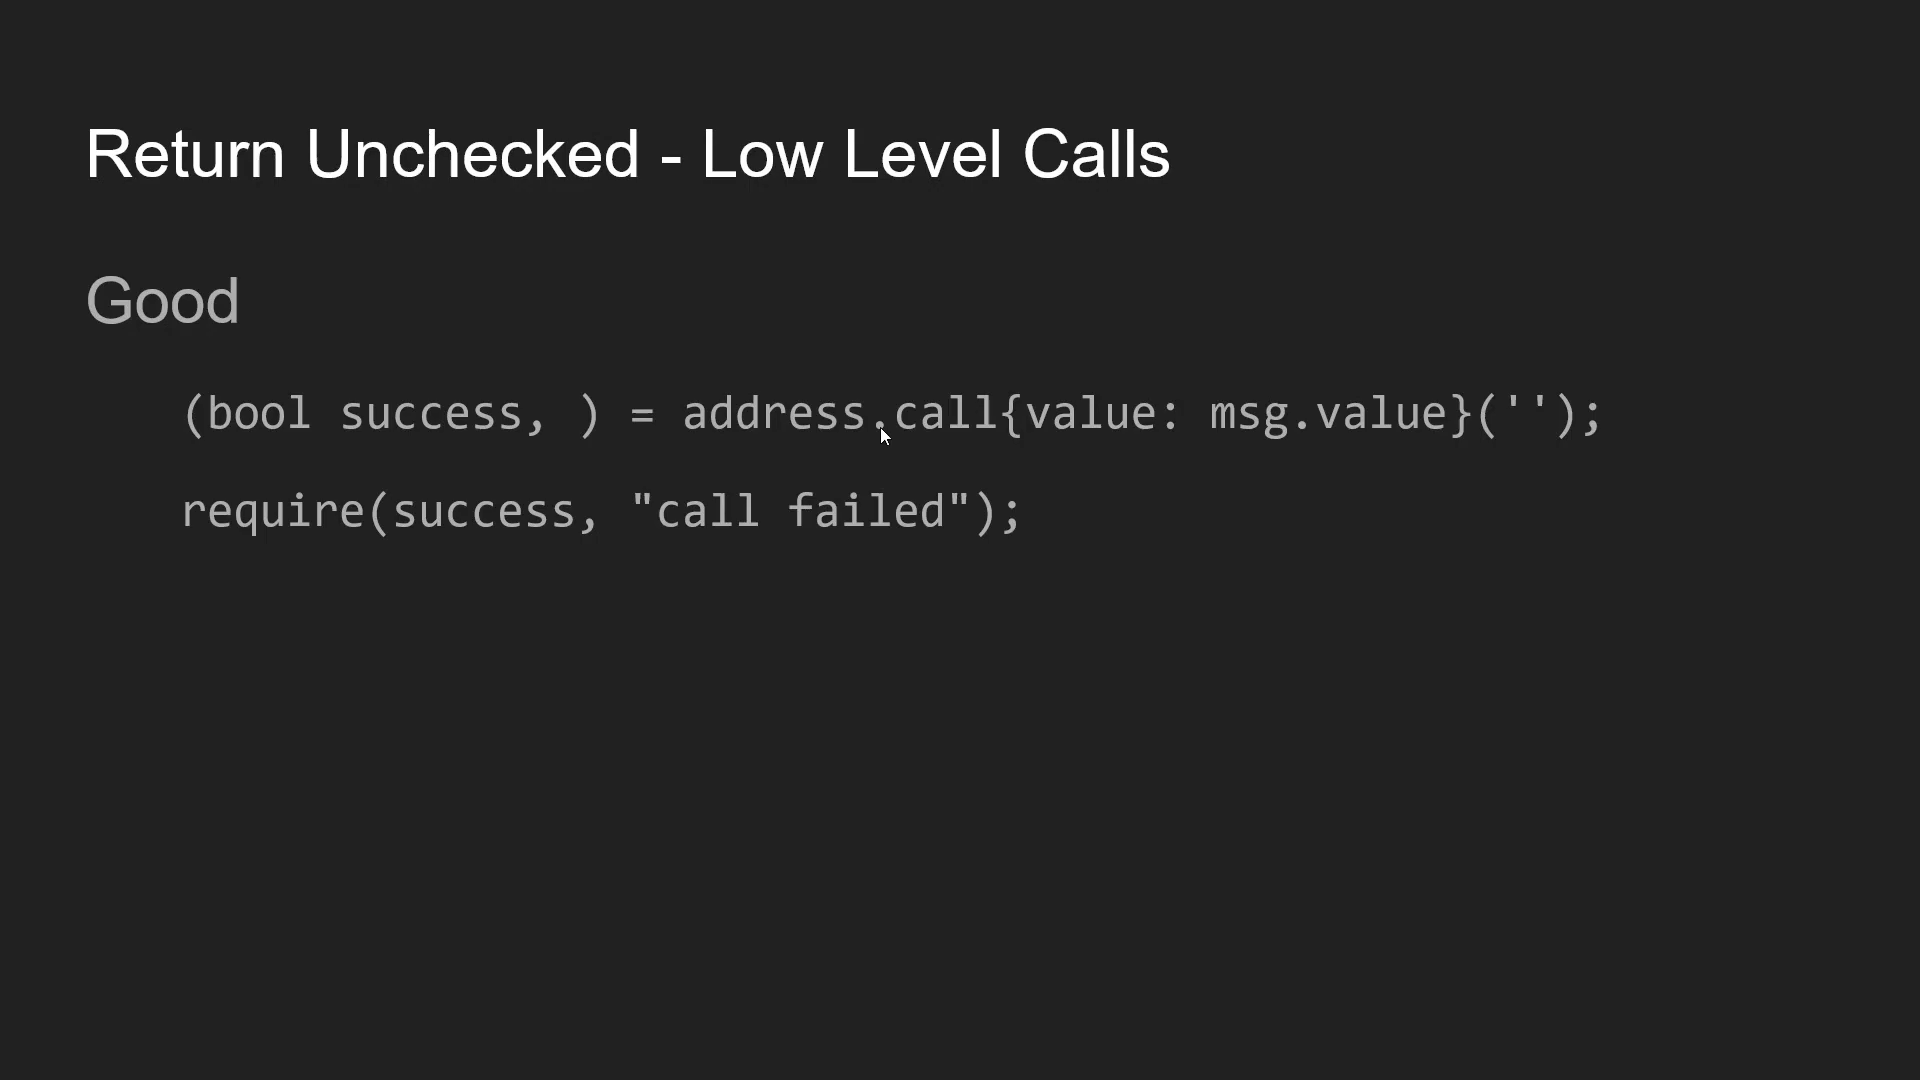 Return Unchecked - Low Level Calls
Good
(bool success, ) = address.call{value: msg.value}('');
require(success, "call failed");